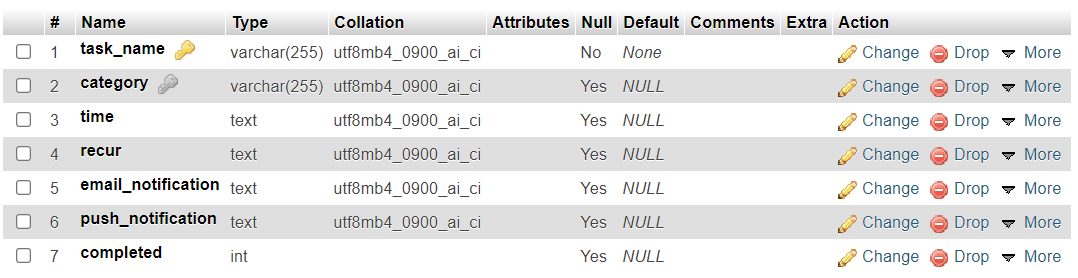 # Name Type Collation Attributes Null Default Comments Extra Action
1 task_name varchar(255) utf8mb4_0900_ai_ci No None Change Drop More
2 category varchar(255) utf8mb4_0900_ai_ci Yes NULL Change Drop More
3 time text utf8mb4_0900_ai_ci Yes NULL Change Drop More
4 recur text utf8mb4_0900_ai_ci Yes NULL Change Drop More
5 email_notification text utf8mb4_0900_ai_ci Yes NULL Change Drop More
6 push_notification text utf8mb4_0900_ai_ci Yes NULL Change Drop More
7 completed int Yes NULL Change Drop More